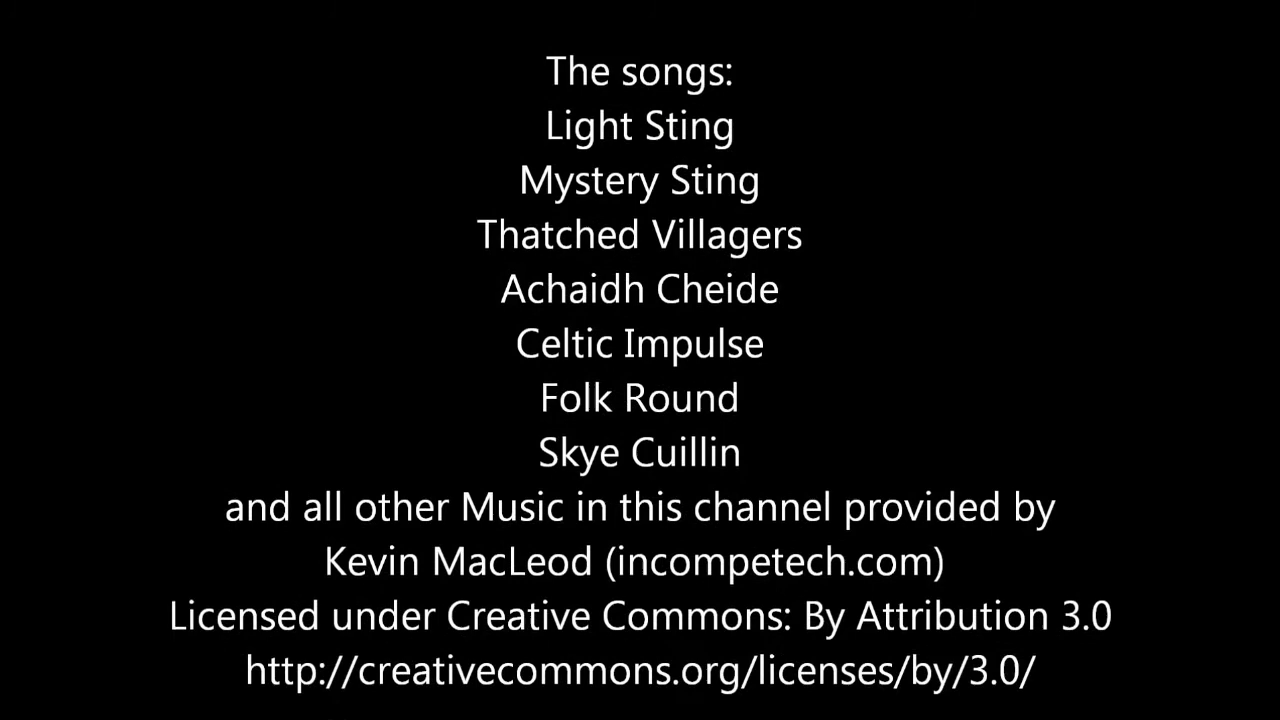 The songs:
Light Sting
Mystery Sting
Thatched Villagers
Achaidh Cheide
Celtic Impulse
Folk Round
Skye Cuillin
and all other Music in this channel provided by
Kevin MacLeod (incompetech.com)
Licensed under Creative Commons: By Attribution 3.0
http://creativecommons.org/licenses/by/3.0/